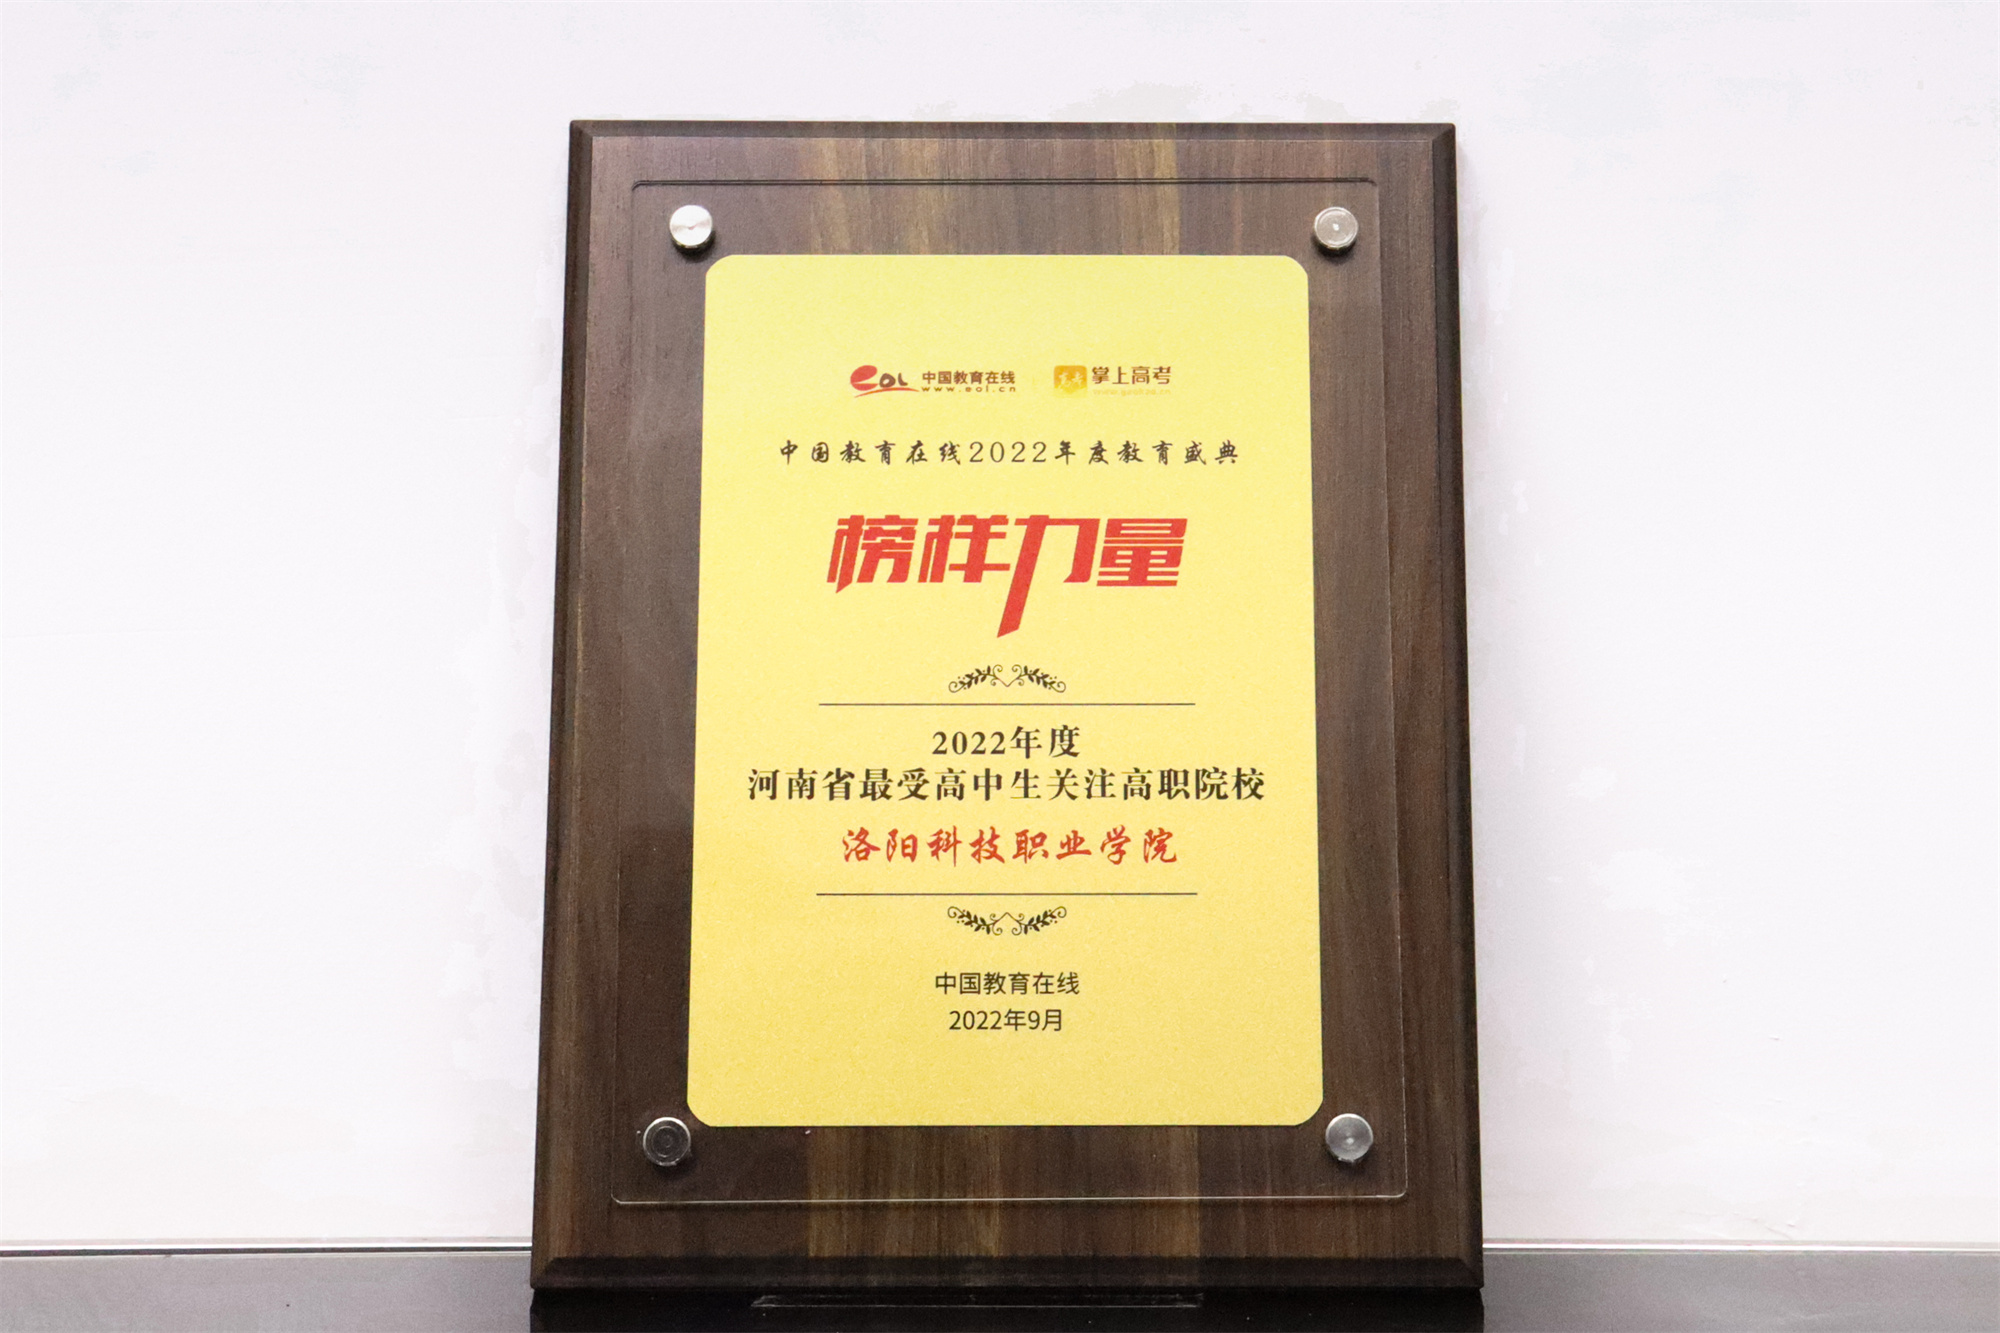 eol 中国教育在线
www.eol.cn
高考 掌上高考
中国教育在线2022年度教育盛典
榜样力量
2022年度
河南省最受高中生关注高职院校
洛阳科技职业学院
中国教育在线
2022年9月